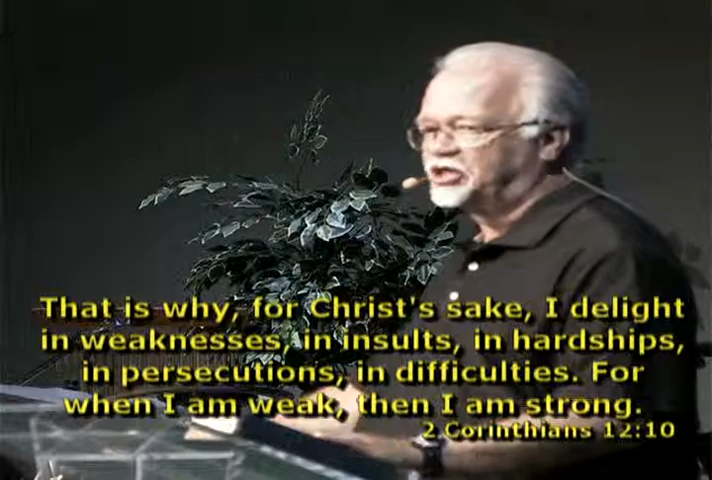 That is why, for Christ's sake, I delight
in weaknesses, in insults, in hardships,
in persecutions, in difficulties. For
when I am weak, then I am strong.
2 Corinthians 12:10